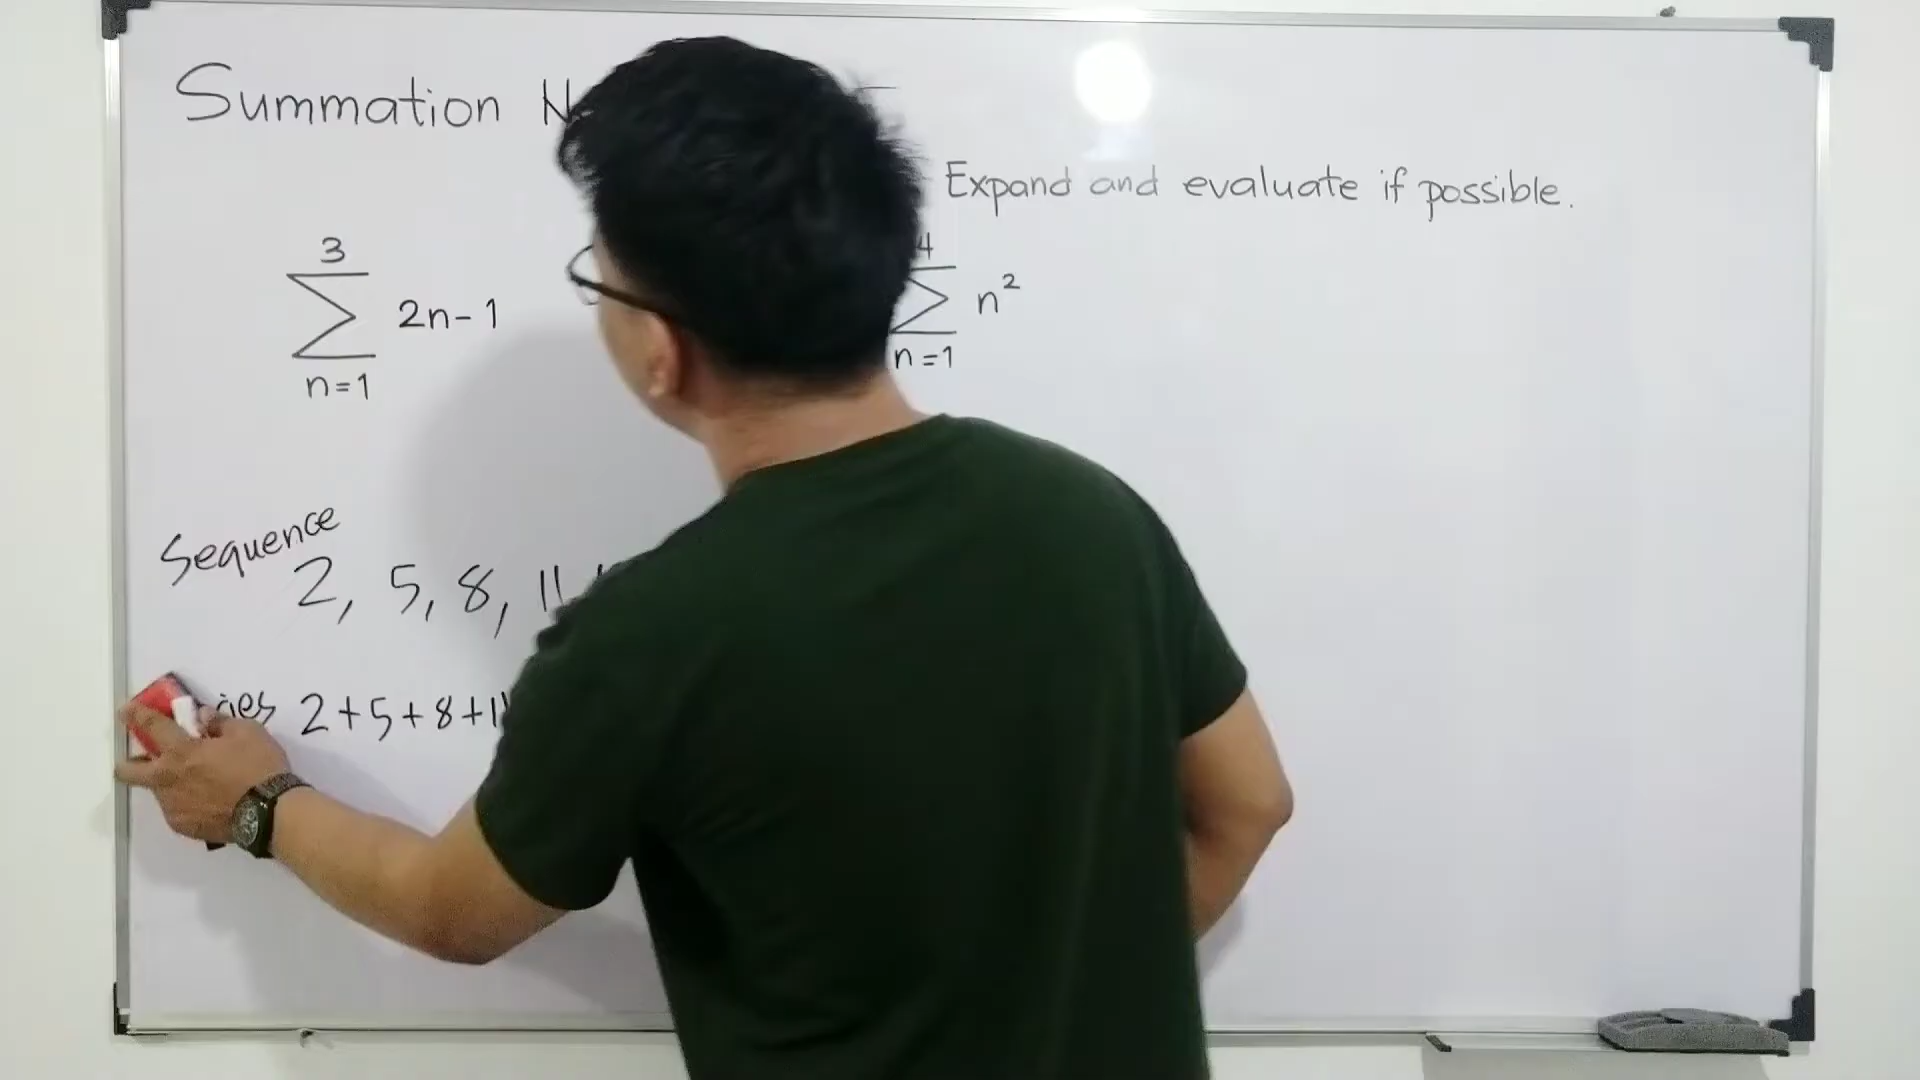 Summation
Expand and evaluate if possible.
3
∑ 2n-1
n=1
4
∑ n²
n=1
Sequence
2, 5, 8, 11
2+5+8+11